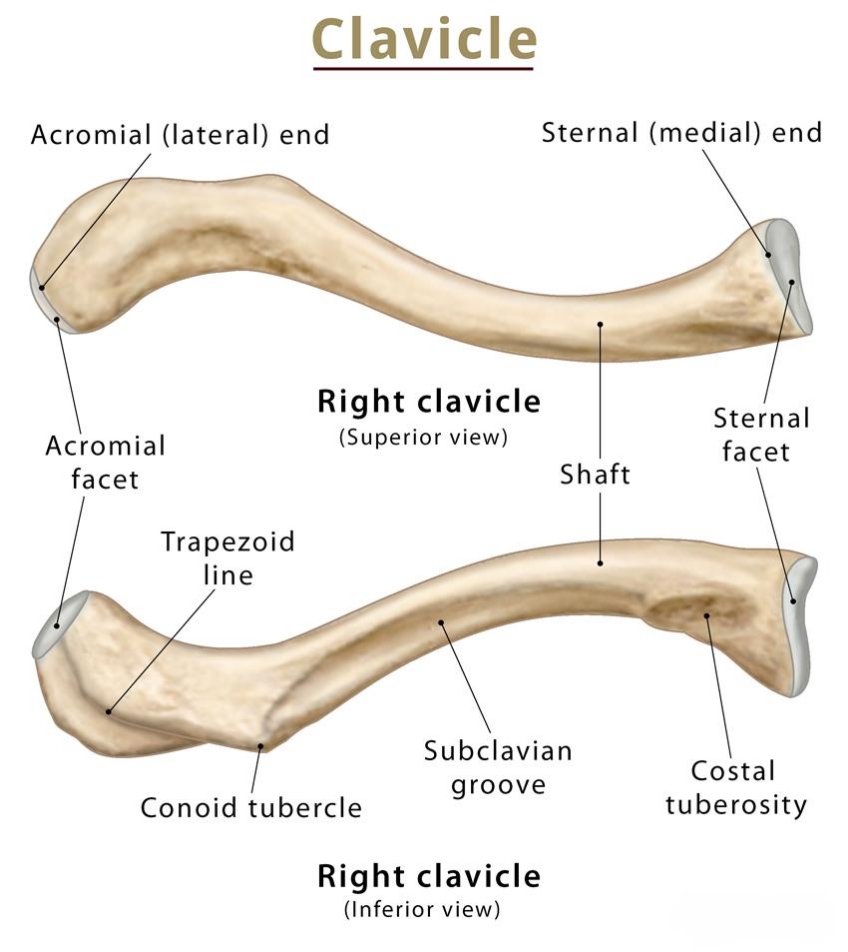 Clavicle
Acromial (lateral) end
Sternal (medial) end
Right clavicle
(Superior view)
Acromial
facet
Shaft
Sternal
facet
Trapezoid
line
Subclavian
groove
Costal
tuberosity
Conoid tubercle
Right clavicle
(Inferior view)